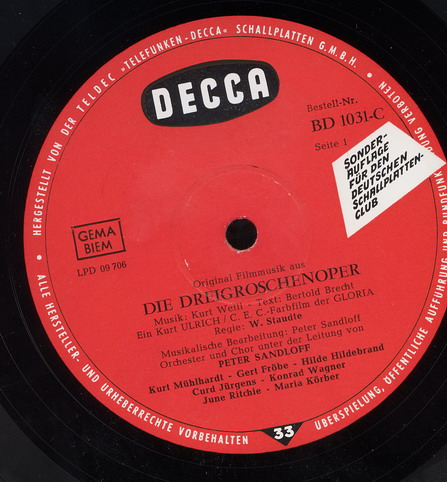 HERGESTELLT VON DER TELDEC »TELEFUNKEN-DECCA« SCHALLPLATTEN G.M.B.H.
DECCA
Bestell-Nr.
BD 1031-C
Seite 1
SONDER-
AUFLAGE
FÜR DEN
DEUTSCHEN
SCHALLPLATTEN-
CLUB
GEMA
BIEM
LPD 09 706
Original Filmmusik aus
DIE DREIGROSCHENOPER
Musik: Kurt Weill - Text: Bertold Brecht
Ein Kurt ULRICH / C. E. C.-Farbfilm der GLORIA
Regie: W. Staudte
Musikalische Bearbeitung: Peter Sandloff
Orchester und Chor unter der Leitung von
PETER SANDLOFF
Kurt Mühlhardt - Gert Fröbe - Hilde Hildebrand
Curd Jürgens - Konrad Wagner
June Ritchie - Maria Körber
33
ALLE HERSTELLER- UND URHEBERRECHTE VORBEHALTEN
ÜBERSPIELUNG, ÖFFENTLICHE AUFFÜHRUNG UND RUNDFUNK
DUNG VERBOTEN